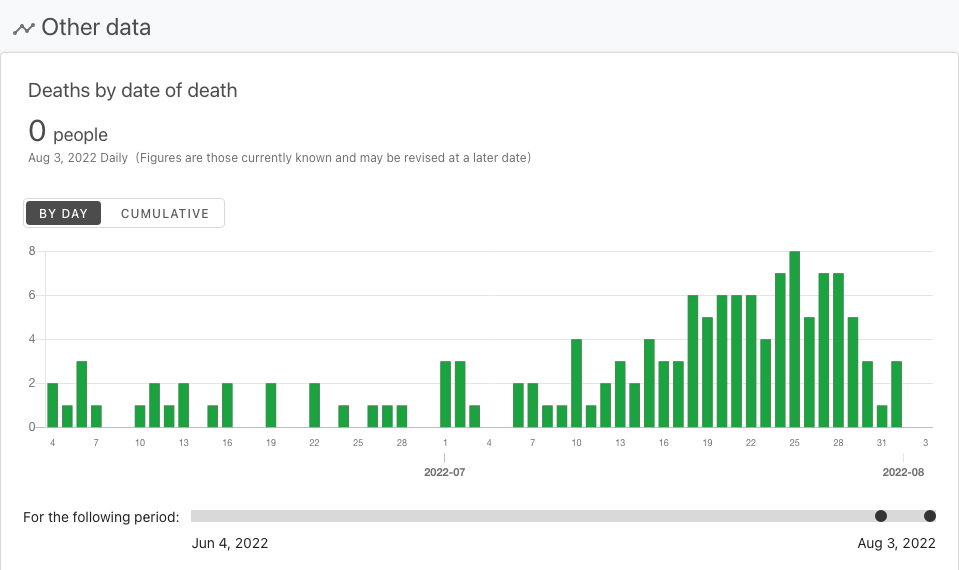 Other data
Deaths by date of death
0 people
Aug 3, 2022 Daily (Figures are those currently known and may be revised at a later date)
BY DAY CUMULATIVE
8
6
4
2
0
4 7 10 13 16 19 22 25 28 1 4 7 10 13 16 19 22 25 28 31 3
2022-07 2022-08
For the following period:
Jun 4, 2022 Aug 3, 2022